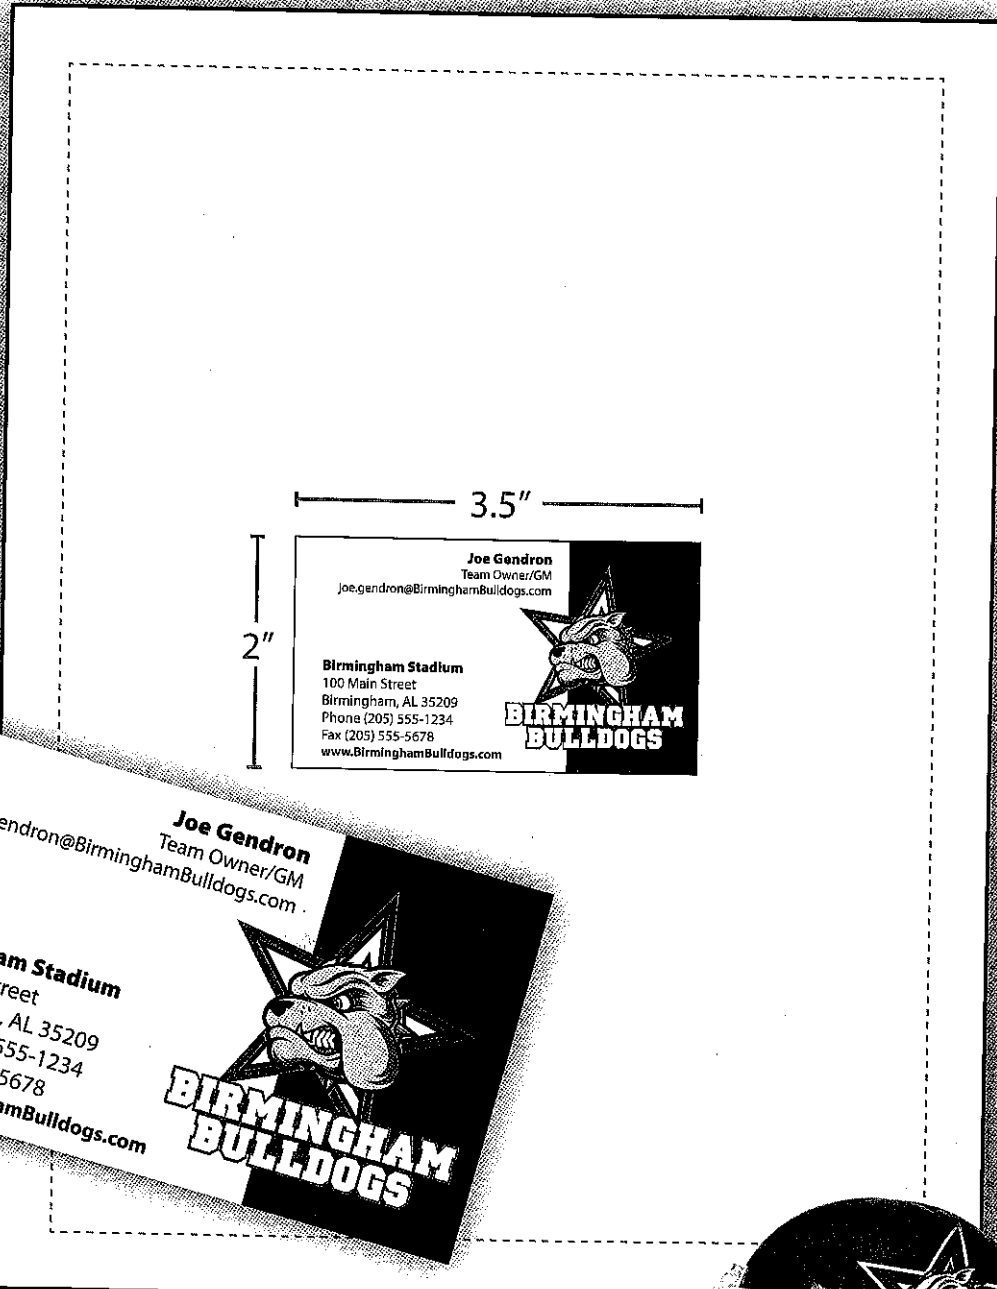 3.5"
2"
Joe Gendron
Team Owner/GM
Joe.gendron@BirminghamBulldogs.com
Birmingham Stadium
100 Main Street
Birmingham, AL 35209
Phone (205) 555-1234
Fax (205) 555-5678
www.BirminghamBulldogs.com
BIRMINGHAM
BULLDOGS
Joe Gendron
Team Owner/GM
endron@BirminghamBulldogs.com
am Stadium
reet
, AL 35209
555-1234
5678
amBulldogs.com
BIRMINGHAM
BULLDOGS